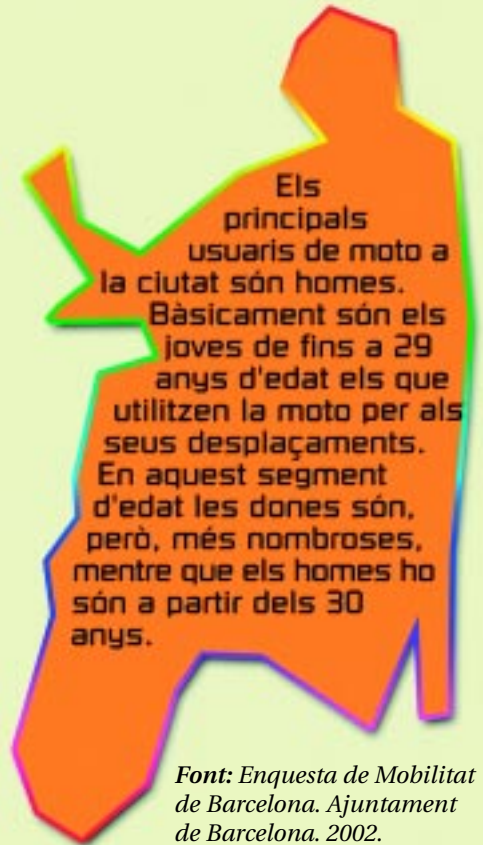 Els
principals
usuaris de moto a
la ciutat són homes.
Bàsicament són els
joves de fins a 29
anys d'edat els que
utilitzen la moto per als
seus desplaçaments.
En aquest segment
d'edat les dones són,
però, més nombroses,
mentre que els homes ho
són a partir dels 30
anys.
Font: Enquesta de Mobilitat
de Barcelona. Ajuntament
de Barcelona. 2002.